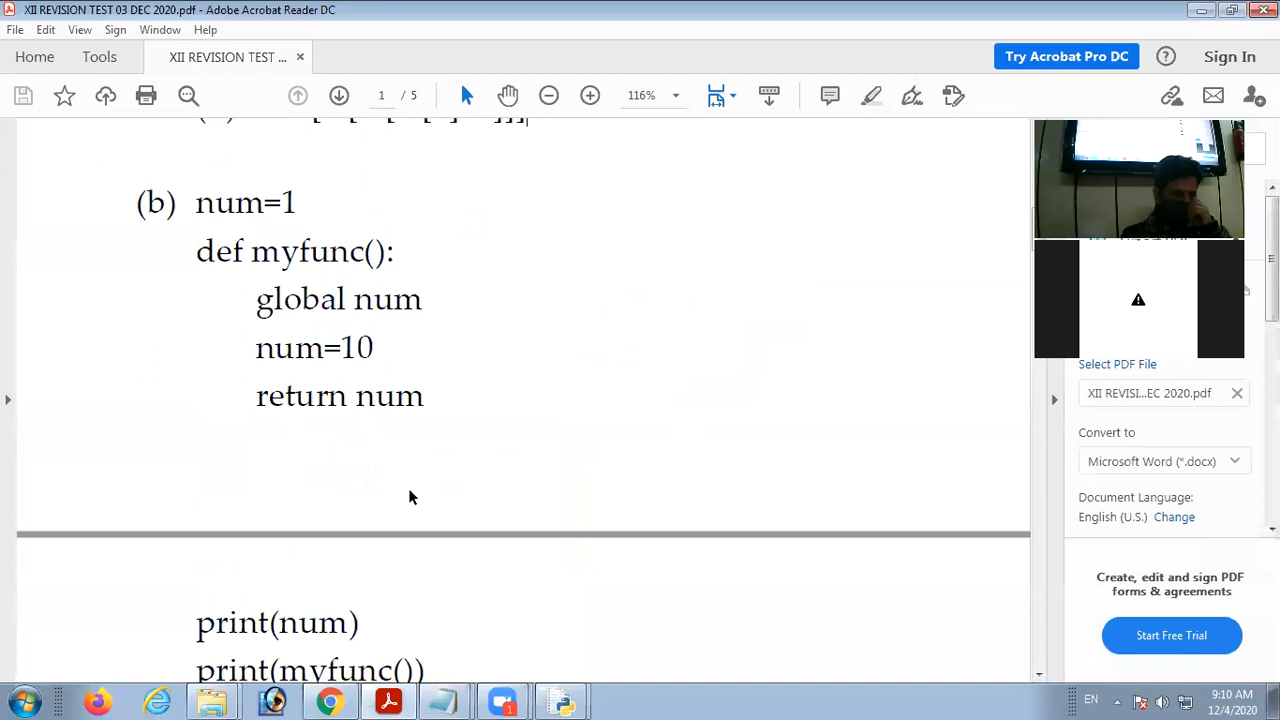 XII REVISION TEST 03 DEC 2020.pdf - Adobe Acrobat Reader DC
File Edit View Sign Window Help
Home Tools XII REVISION TEST ... × Try Acrobat Pro DC Sign In
1 / 5 116%
(b) num=1
def myfunc():
global num
num=10
return num
print(num)
print(myfunc())
Select PDF File
XII REVISI...EC 2020.pdf
Convert to
Microsoft Word (*.docx)
Document Language:
English (U.S.) Change
Create, edit and sign PDF
forms & agreements
Start Free Trial
EN 9:10 AM
12/4/2020